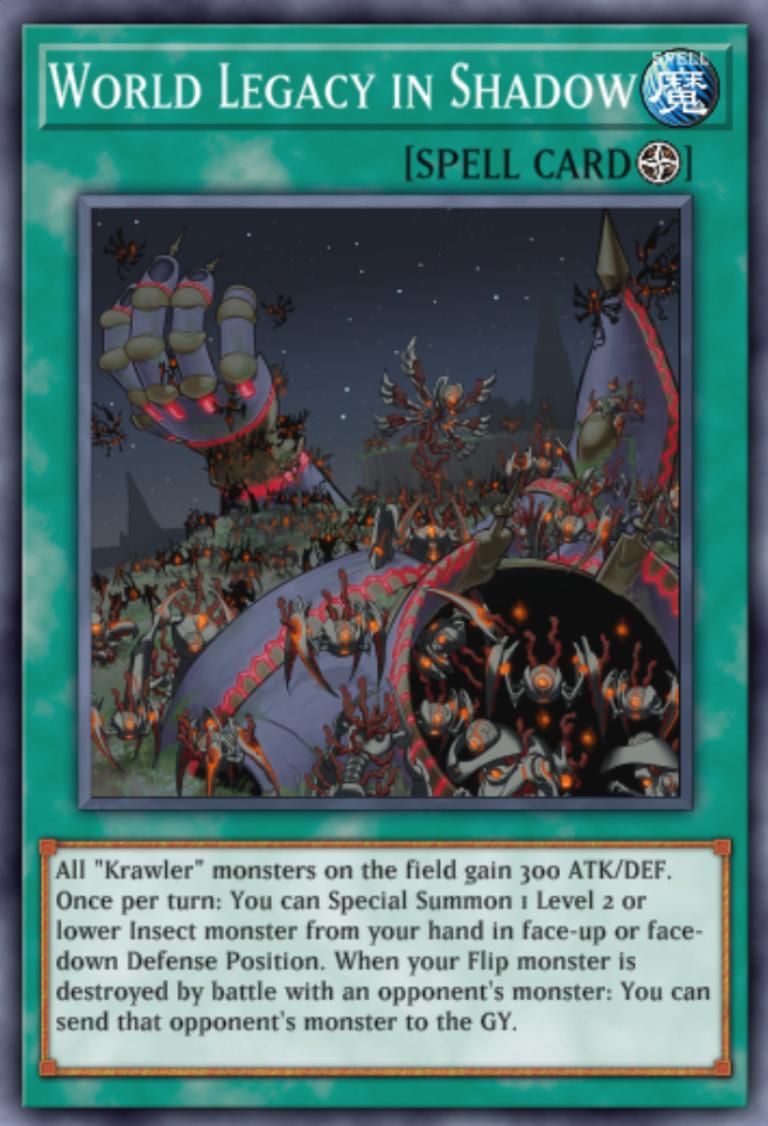 World Legacy in Shadow
SPELL
魔
[SPELL CARD]
All "Krawler" monsters on the field gain 300 ATK/DEF.
Once per turn: You can Special Summon 1 Level 2 or
lower Insect monster from your hand in face-up or face-
down Defense Position. When your Flip monster is
destroyed by battle with an opponent's monster: You can
send that opponent's monster to the GY.